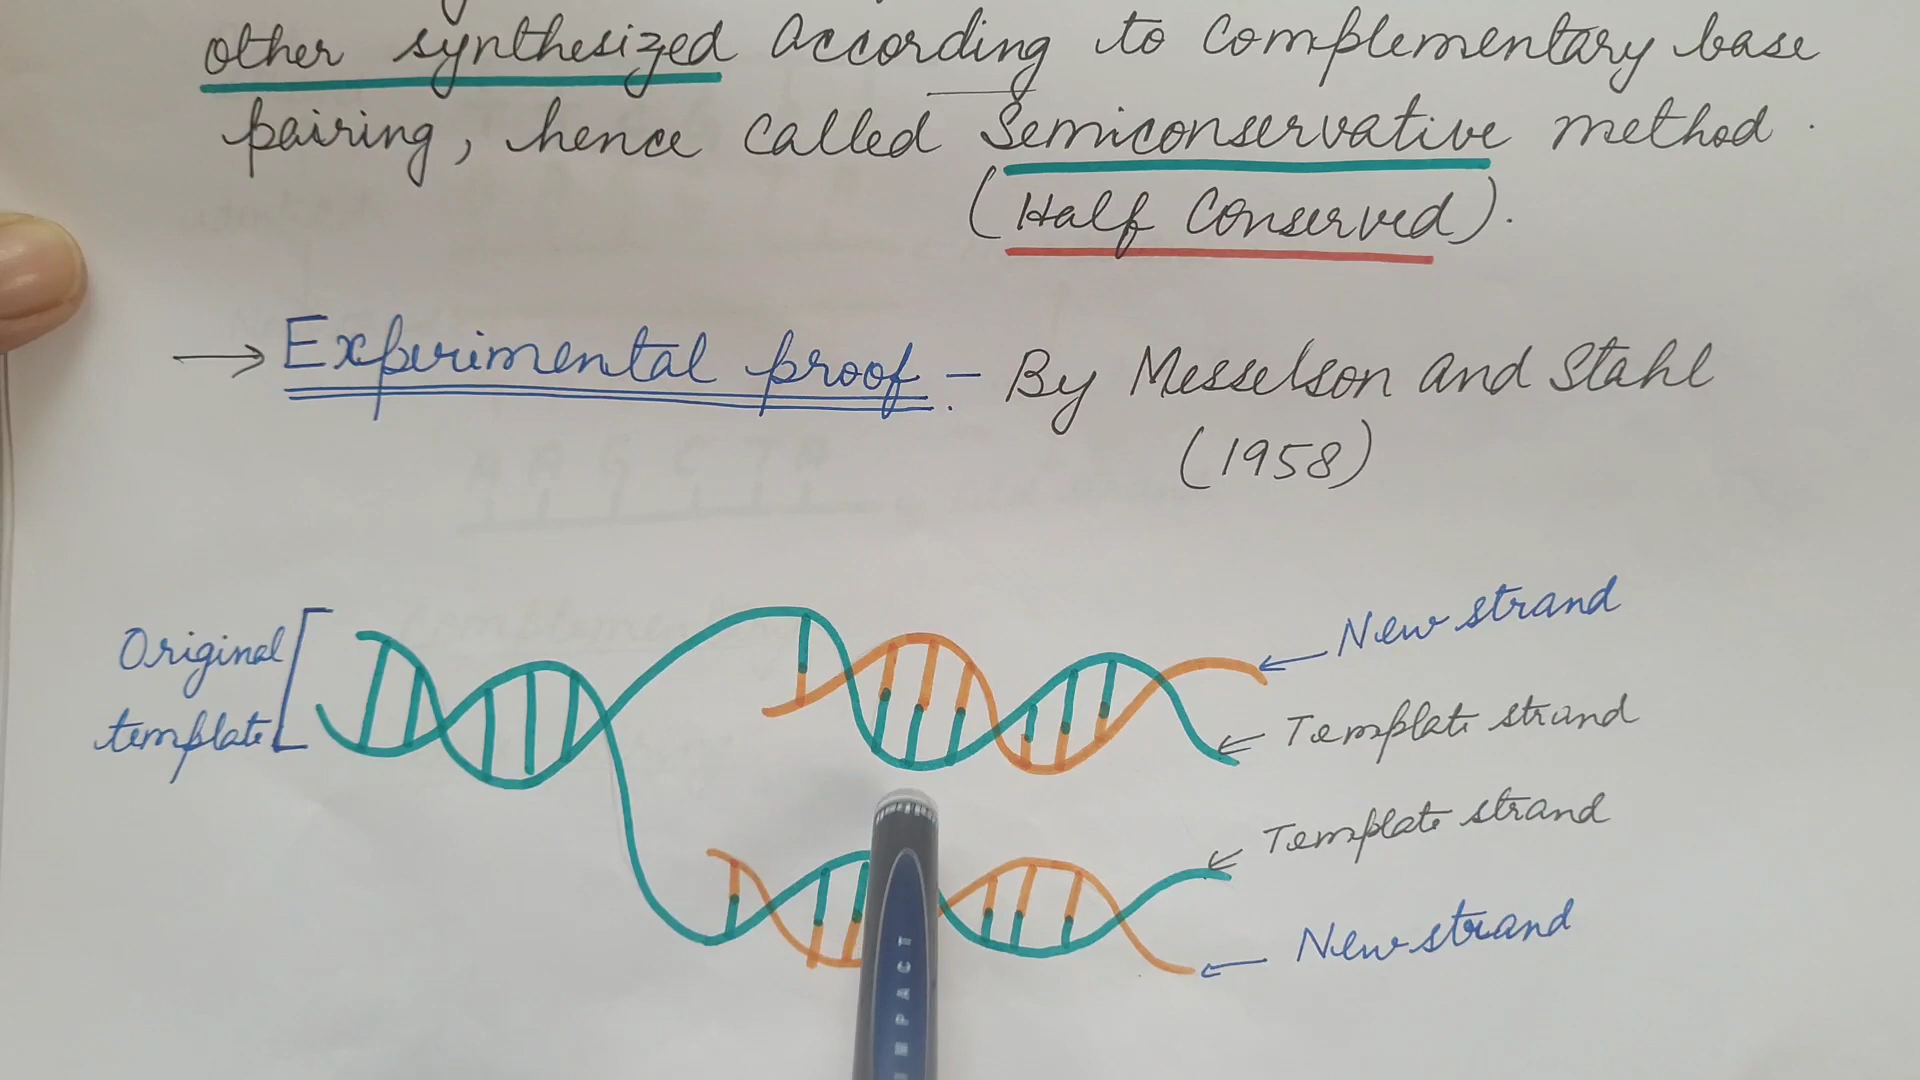 other synthesized according to complementary base
pairing, hence called Semiconservative method.
(Half Conserved).
→ Experimental proof - By Messelson and Stahl
(1958)
Original
template
New strand
Template strand
Template strand
New strand
IMPACT